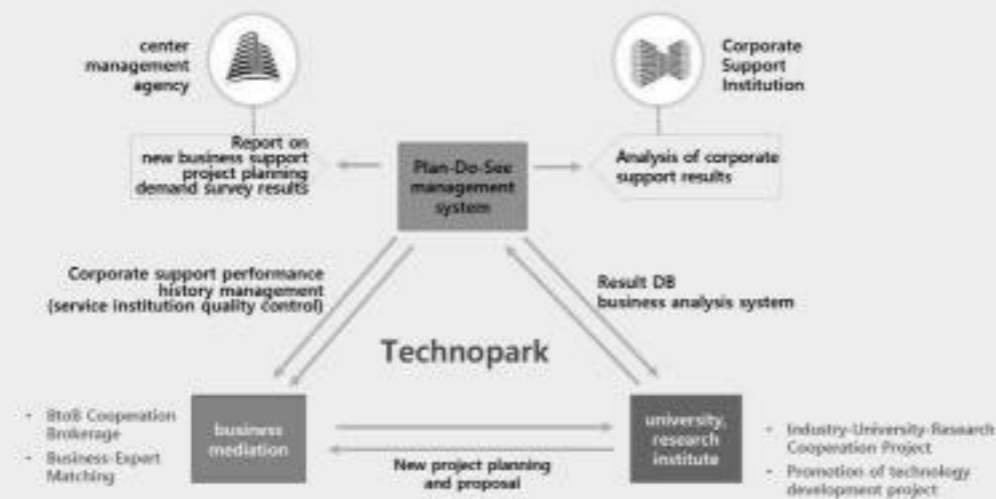 center
management
agency
Corporate
Support
Institution
Report on
new business support
project planning
demand survey results
Plan-Do-See
management
system
Analysis of corporate
support results
Corporate support performance
history management
(service institution quality control)
Result DB
business analysis system
Technopark
• BtoB Cooperation
Brokerage
• Business-Expert
Matching
business
mediation
New project planning
and proposal
university,
research
institute
• Industry-University-Research
Cooperation Project
• Promotion of technology
development project